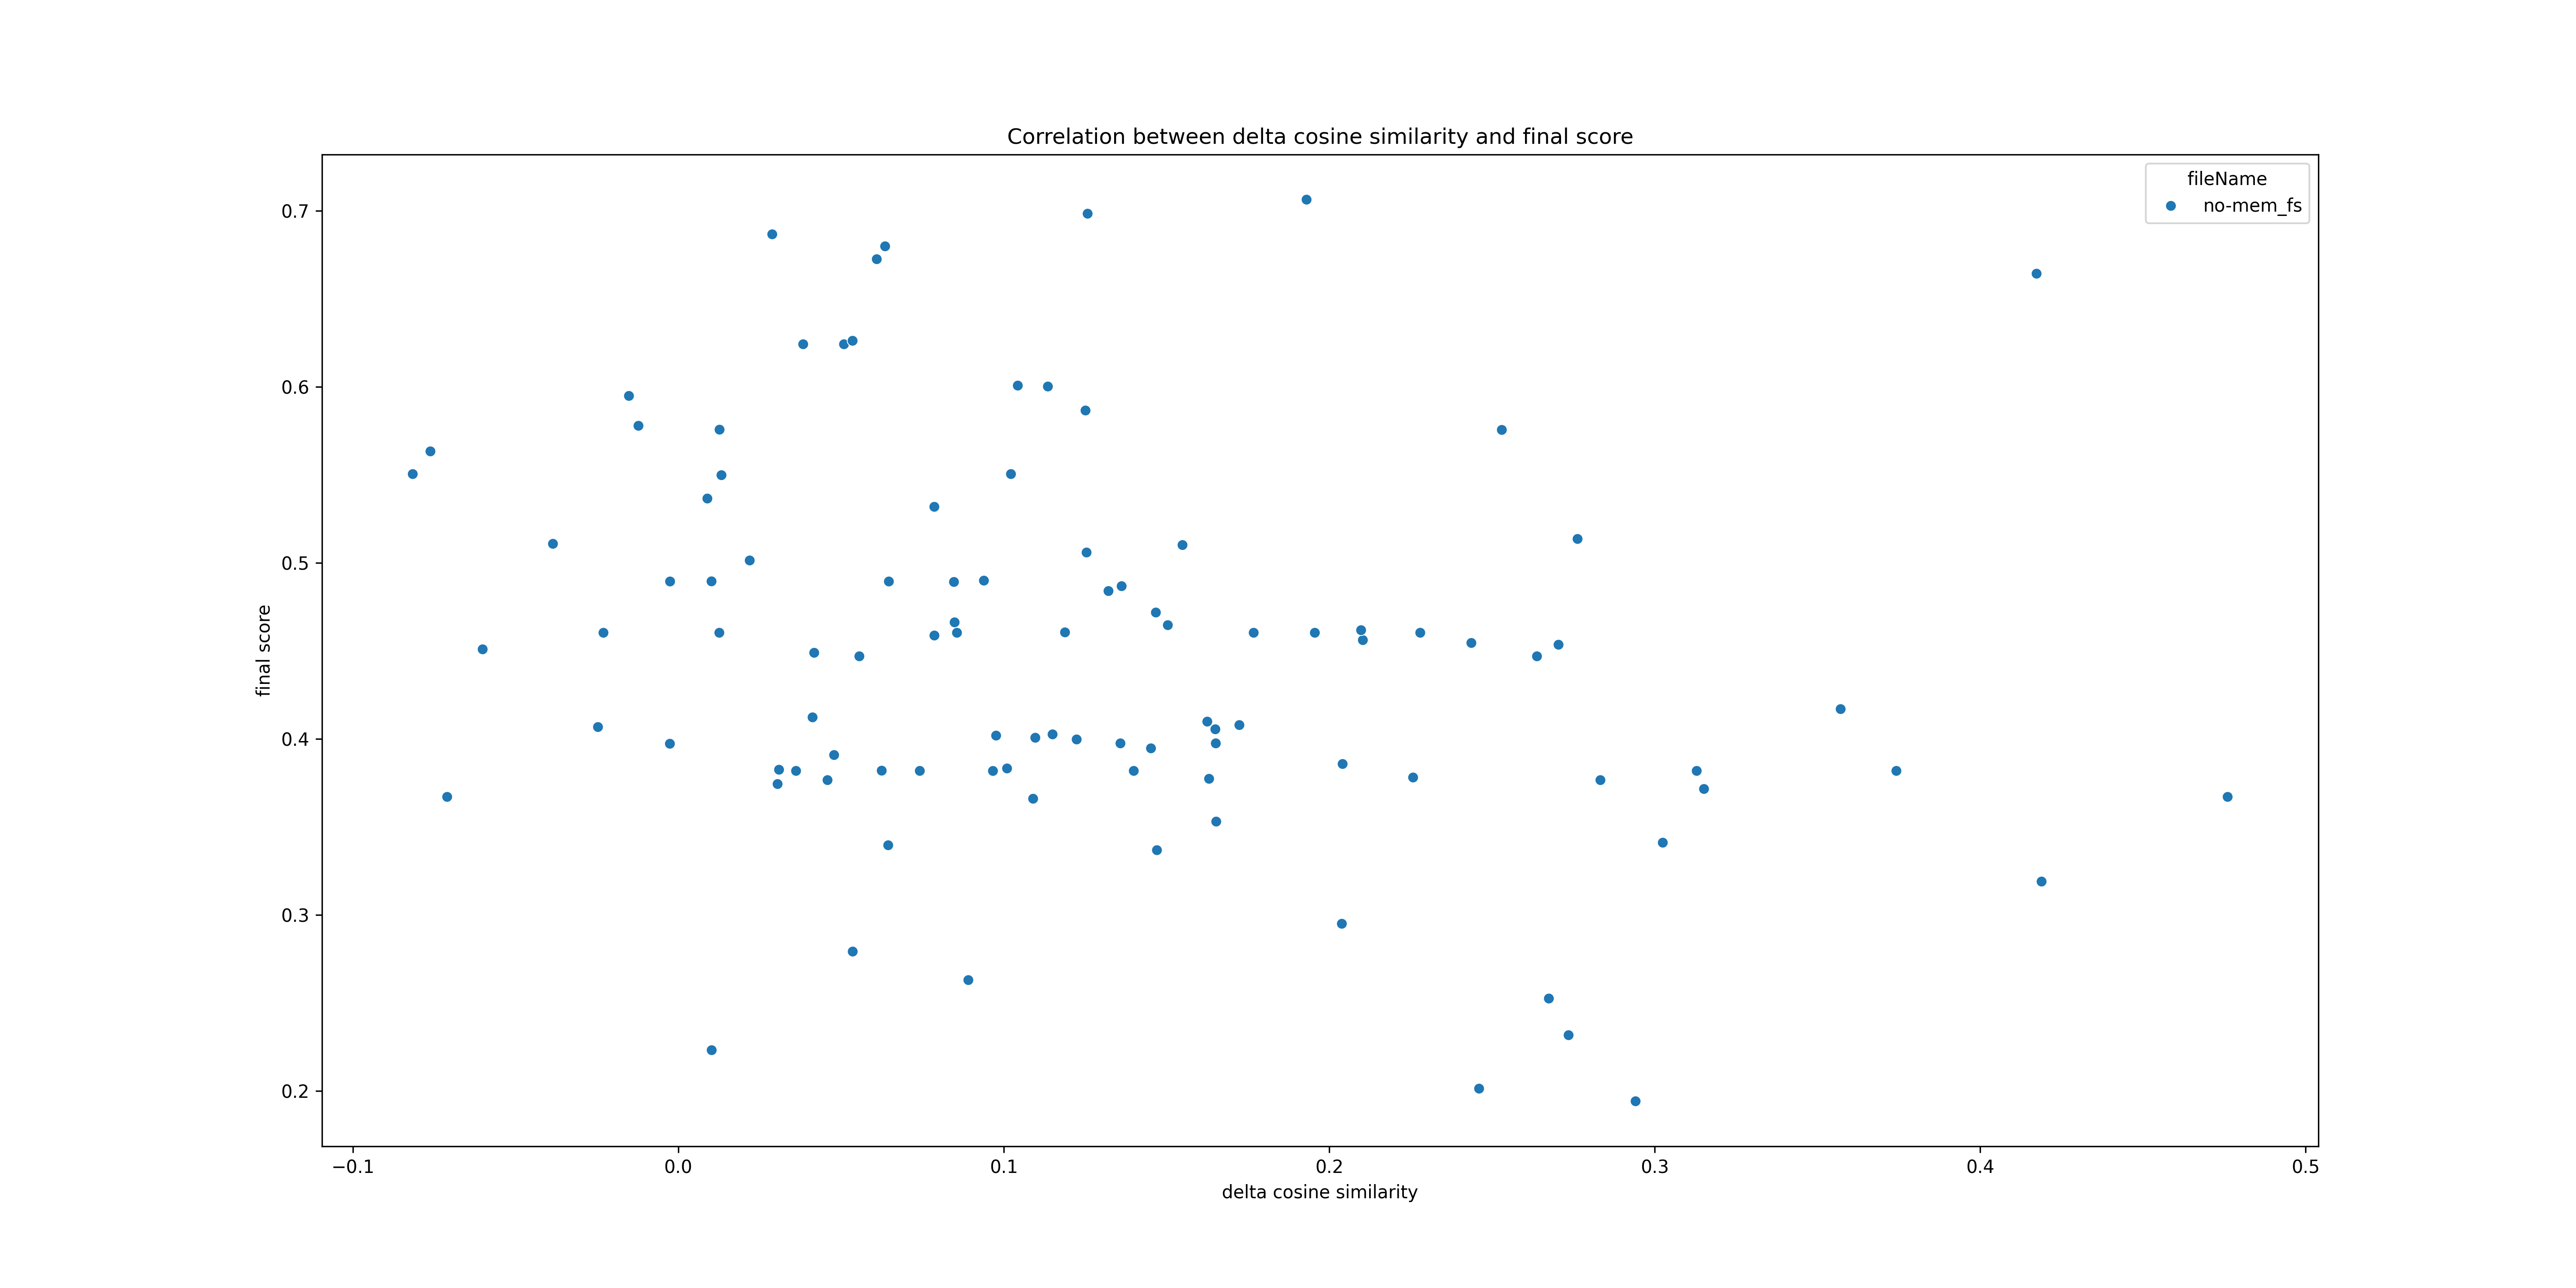 Correlation between delta cosine similarity and final score
fileName
no-mem_fs
0.7
0.6
0.5
0.4
0.3
0.2
final score
−0.1 0.0 0.1 0.2 0.3 0.4 0.5
delta cosine similarity